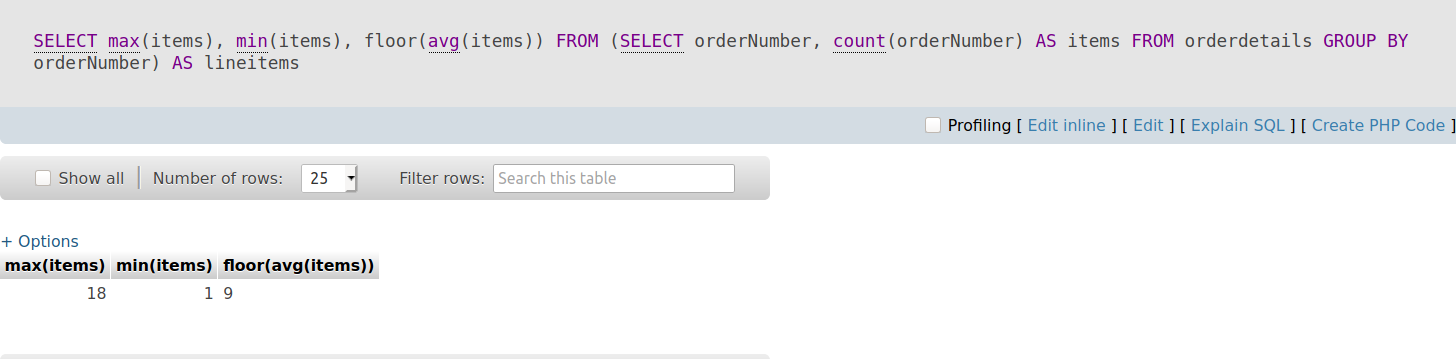 SELECT max(items), min(items), floor(avg(items)) FROM (SELECT orderNumber, count(orderNumber) AS items FROM orderdetails GROUP BY
orderNumber) AS lineitems
Profiling [ Edit inline ] [ Edit ] [ Explain SQL ] [ Create PHP Code ]
Show all Number of rows: 25 Filter rows: Search this table
+ Options
max(items) min(items) floor(avg(items))
18 1 9